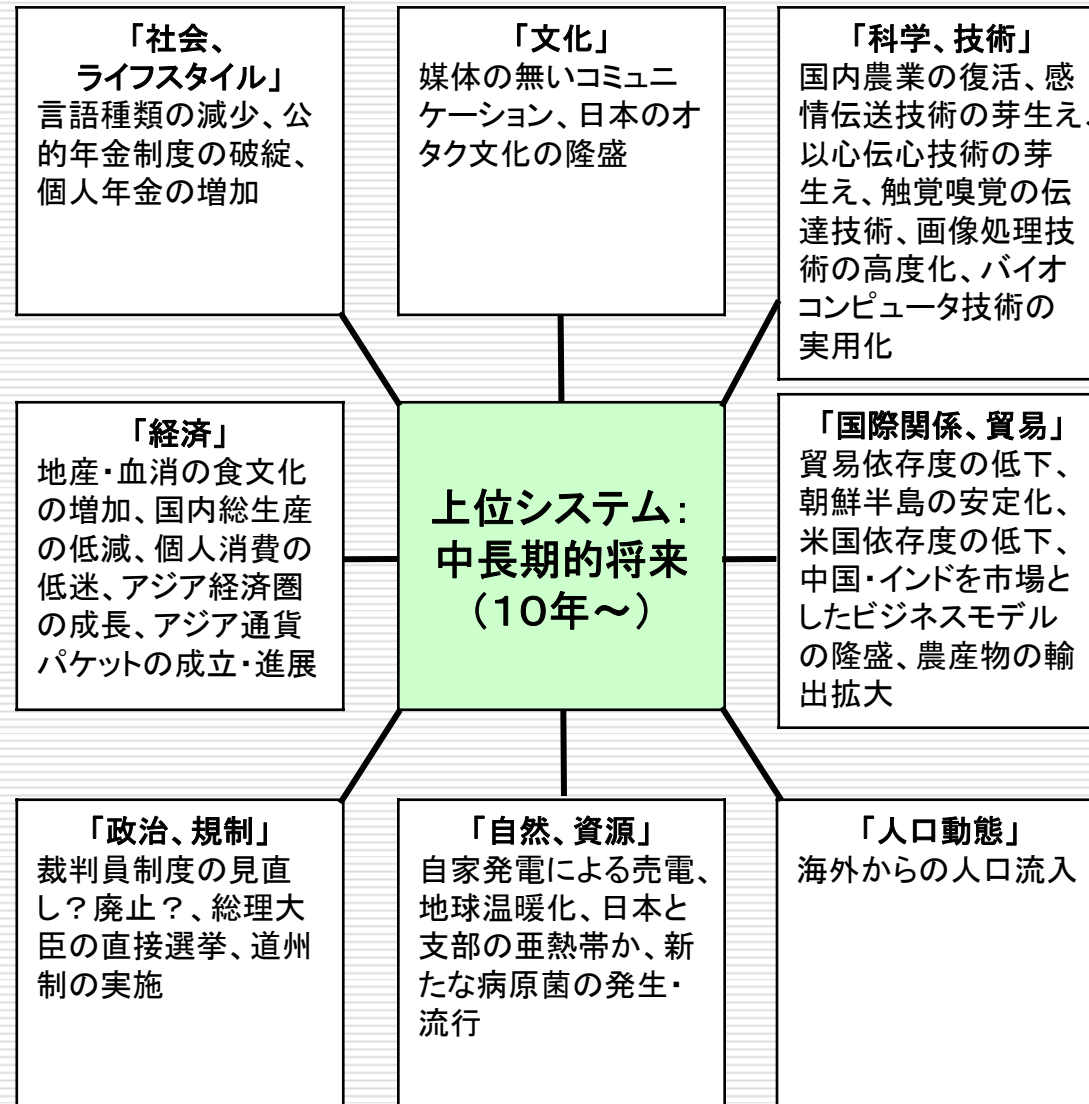 「社会、
ライフスタイル」
言語種類の減少、公
的年金制度の破綻、
個人年金の増加
「文化」
媒体の無いコミュニ
ケーション、日本のオ
タク文化の隆盛
「科学、技術」
国内農業の復活、感
情伝送技術の芽生え、
以心伝心技術の芽
生え、触覚嗅覚の伝
達技術、画像処理技
術の高度化、バイオ
コンピュータ技術の
実用化
「経済」
地産・血消の食文化
の増加、国内総生産
の低減、個人消費の
低迷、アジア経済圏
の成長、アジア通貨
パケットの成立・進展
上位システム：
中長期的将来
（１０年～）
「国際関係、貿易」
貿易依存度の低下、
朝鮮半島の安定化、
米国依存度の低下、
中国・インドを市場と
したビジネスモデル
の隆盛、農産物の輸
出拡大
「政治、規制」
裁判員制度の見直
し？廃止？、総理大
臣の直接選挙、道州
制の実施
「自然、資源」
自家発電による売電、
地球温暖化、日本と
支部の亜熱帯か、新
たな病原菌の発生・
流行
「人口動態」
海外からの人口流入